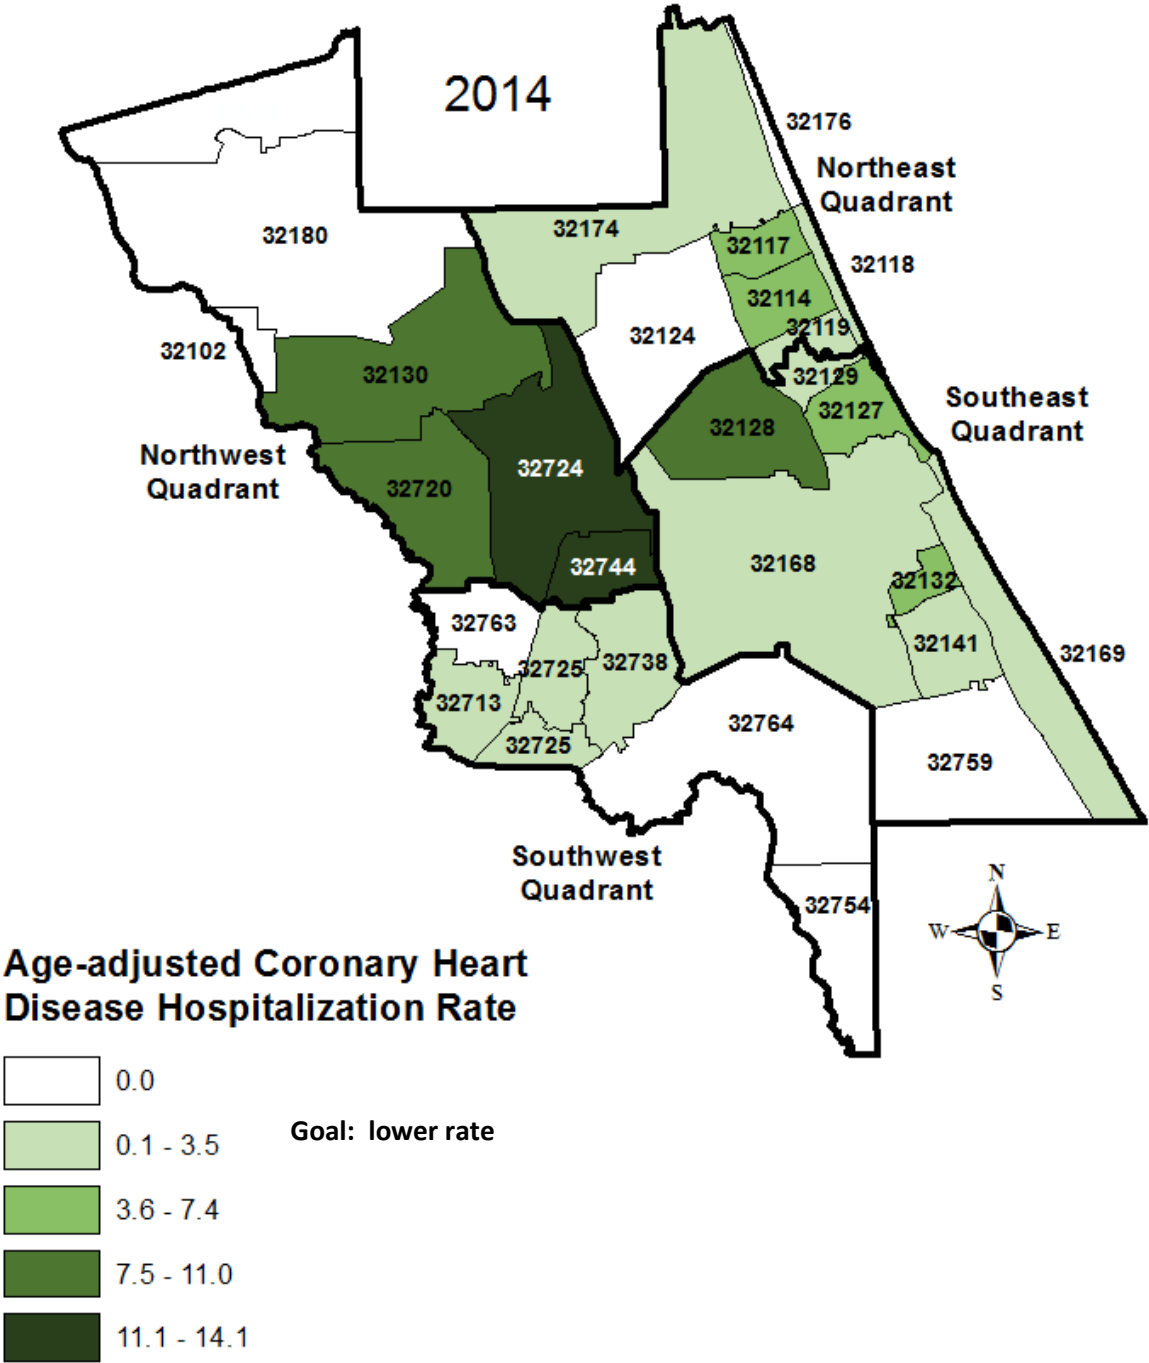 2014
32176
Northeast
Quadrant
32174
32180
32117
32118
32114
32119
32124
32102
32130
32129
32127
Southeast
Quadrant
32128
Northwest
Quadrant
32724
32720
32168
32744
32132
32763
32141
32169
32725
32738
32713
32764
32725
32759
Southwest
Quadrant
32754
N
W
E
S
Age-adjusted Coronary Heart
Disease Hospitalization Rate
0.0
Goal: lower rate
0.1 - 3.5
3.6 - 7.4
7.5 - 11.0
11.1 - 14.1